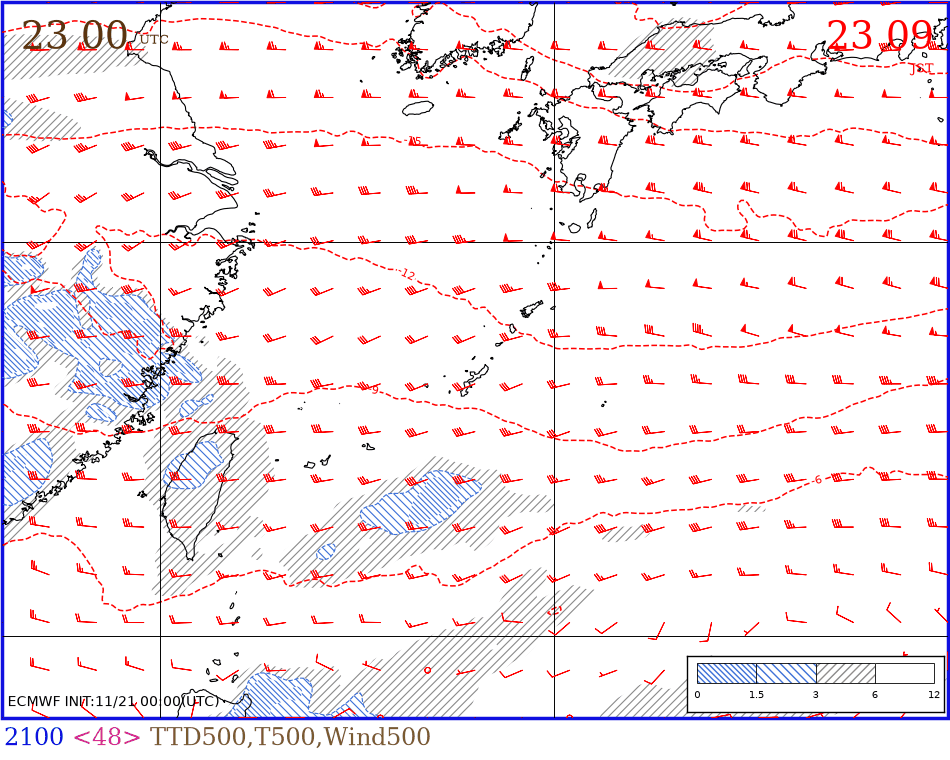 23 00 UTC
23 09 JST
-15
-12
-9
-6
0 1.5 3 6 12
ECMWF INIT:11/21 00:00(UTC)
2100 <48> TTD500,T500,Wind500